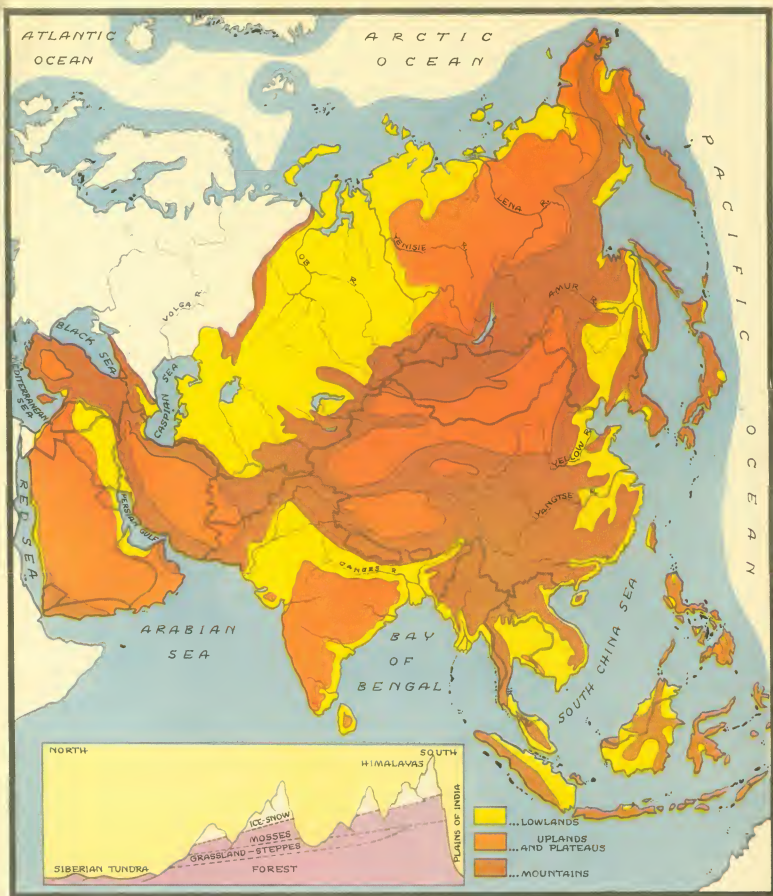 ATLANTIC
OCEAN
ARCTIC
OCEAN
PACIFIC
OCEAN
LENA R.
YENISIE R.
OB R.
AMUR R.
VOLGA R.
BLACK SEA
MEDITERRANEAN
SEA
CASPIAN SEA
YELLOW R.
YANGTSE R.
RED SEA
PERSIAN GULF
GANGES R.
ARABIAN
SEA
BAY
OF
BENGAL
SOUTH CHINA SEA
NORTH
SOUTH
HIMALAYAS
ICE-SNOW
MOSSES
GRASSLAND-STEPPES
SIBERIAN TUNDRA
FOREST
PLAINS OF INDIA
...LOWLANDS
UPLANDS
...AND PLATEAUS
...MOUNTAINS